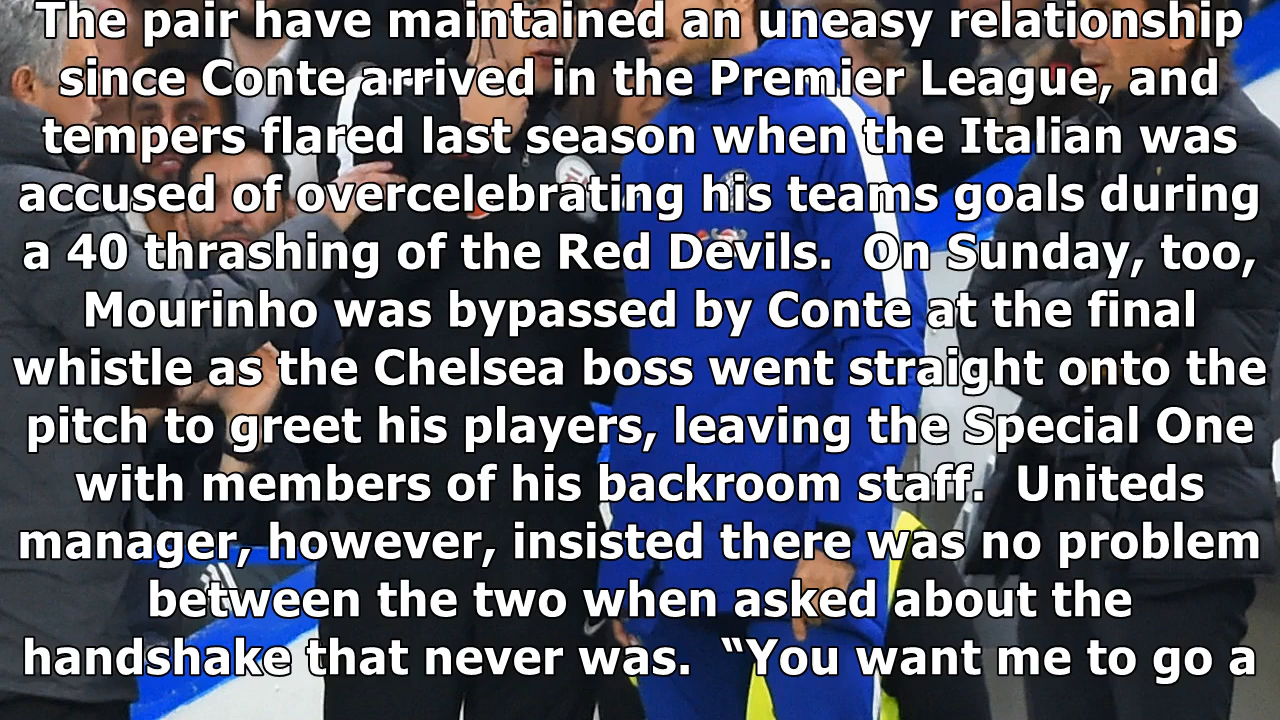 The pair have maintained an uneasy relationship
since Conte arrived in the Premier League, and
tempers flared last season when the Italian was
accused of overcelebrating his teams goals during
a 40 thrashing of the Red Devils.  On Sunday, too,
Mourinho was bypassed by Conte at the final
whistle as the Chelsea boss went straight onto the
pitch to greet his players, leaving the Special One
with members of his backroom staff.  Uniteds
manager, however, insisted there was no problem
between the two when asked about the
handshake that never was.  “You want me to go a